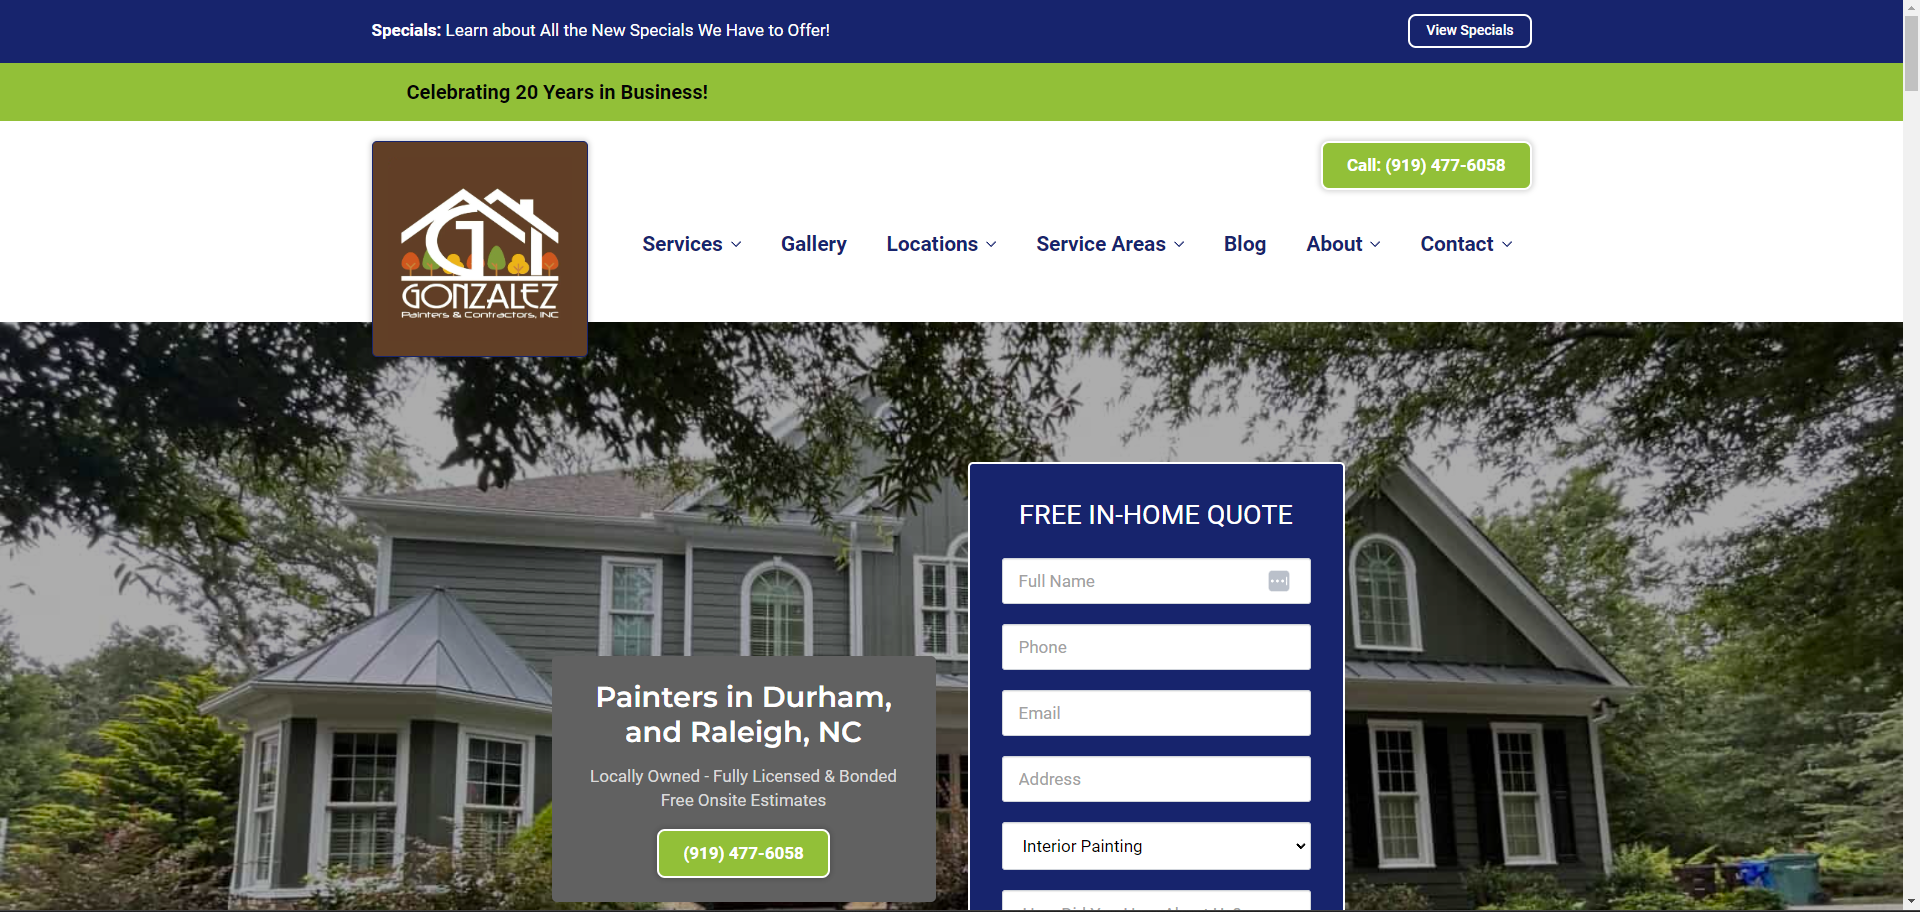 Specials: Learn about All the New Specials We Have to Offer!
View Specials
Celebrating 20 Years in Business!
Call: (919) 477-6058
GONZALEZ
Painters & Contractors, INC
Services
Gallery
Locations
Service Areas
Blog
About
Contact
Painters in Durham,
and Raleigh, NC
Locally Owned - Fully Licensed & Bonded
Free Onsite Estimates
(919) 477-6058
FREE IN-HOME QUOTE
Full Name
Phone
Email
Address
Interior Painting